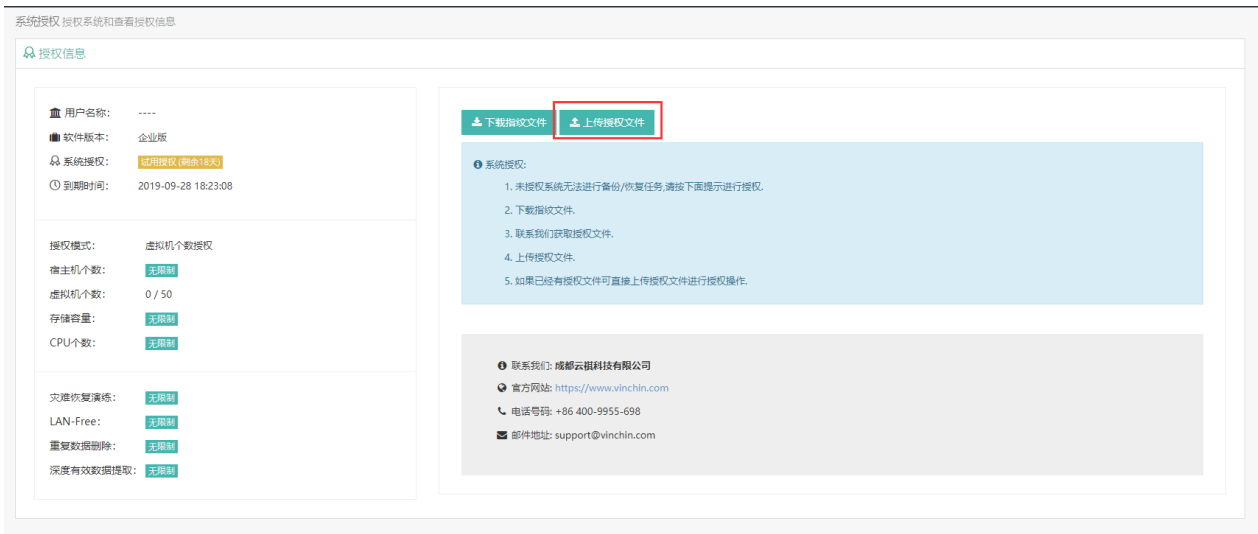 系统授权 授权系统和查看授权信息
授权信息
用户名称: ----
软件版本: 企业版
系统授权: 试用授权 (剩余18天)
到期时间: 2019-09-28 18:23:08
授权模式: 虚拟机个数授权
宿主机个数: 无限制
虚拟机个数: 0 / 50
存储容量: 无限制
CPU个数: 无限制
灾难恢复演练: 无限制
LAN-Free: 无限制
重复数据删除: 无限制
深度有效数据提取: 无限制
下载指纹文件 上传授权文件
系统授权:
1. 未授权系统无法进行备份/恢复任务,请按下面提示进行授权.
2. 下载指纹文件.
3. 联系我们获取授权文件.
4. 上传授权文件.
5. 如果已经有授权文件可直接上传授权文件进行授权操作.
联系我们: 成都云祺科技有限公司
官方网站: https://www.vinchin.com
电话号码: +86 400-9955-698
邮件地址: support@vinchin.com